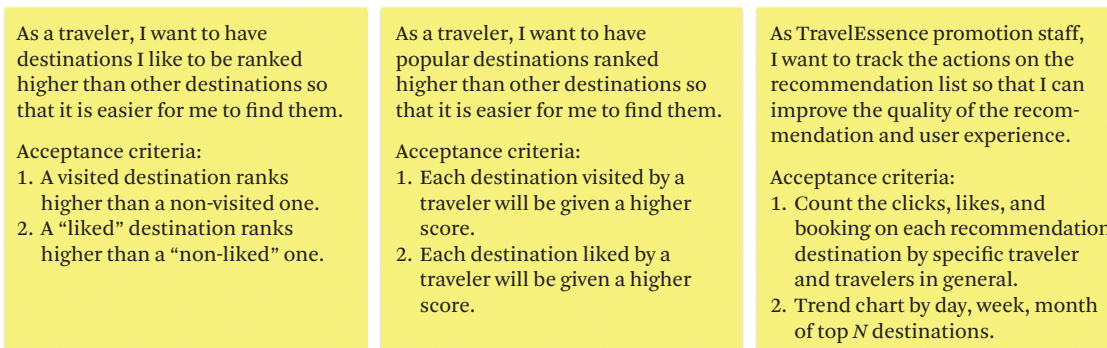 As a traveler, I want to have
destinations I like to be ranked
higher than other destinations so
that it is easier for me to find them.
Acceptance criteria:
1. A visited destination ranks
higher than a non-visited one.
2. A “liked” destination ranks
higher than a “non-liked” one.
As a traveler, I want to have
popular destinations ranked
higher than other destinations so
that it is easier for me to find them.
Acceptance criteria:
1. Each destination visited by a
traveler will be given a higher
score.
2. Each destination liked by a
traveler will be given a higher
score.
As TravelEssence promotion staff,
I want to track the actions on the
recommendation list so that I can
improve the quality of the recom-
mendation and user experience.
Acceptance criteria:
1. Count the clicks, likes, and
booking on each recommendation
destination by specific traveler
and travelers in general.
2. Trend chart by day, week, month
of top N destinations.